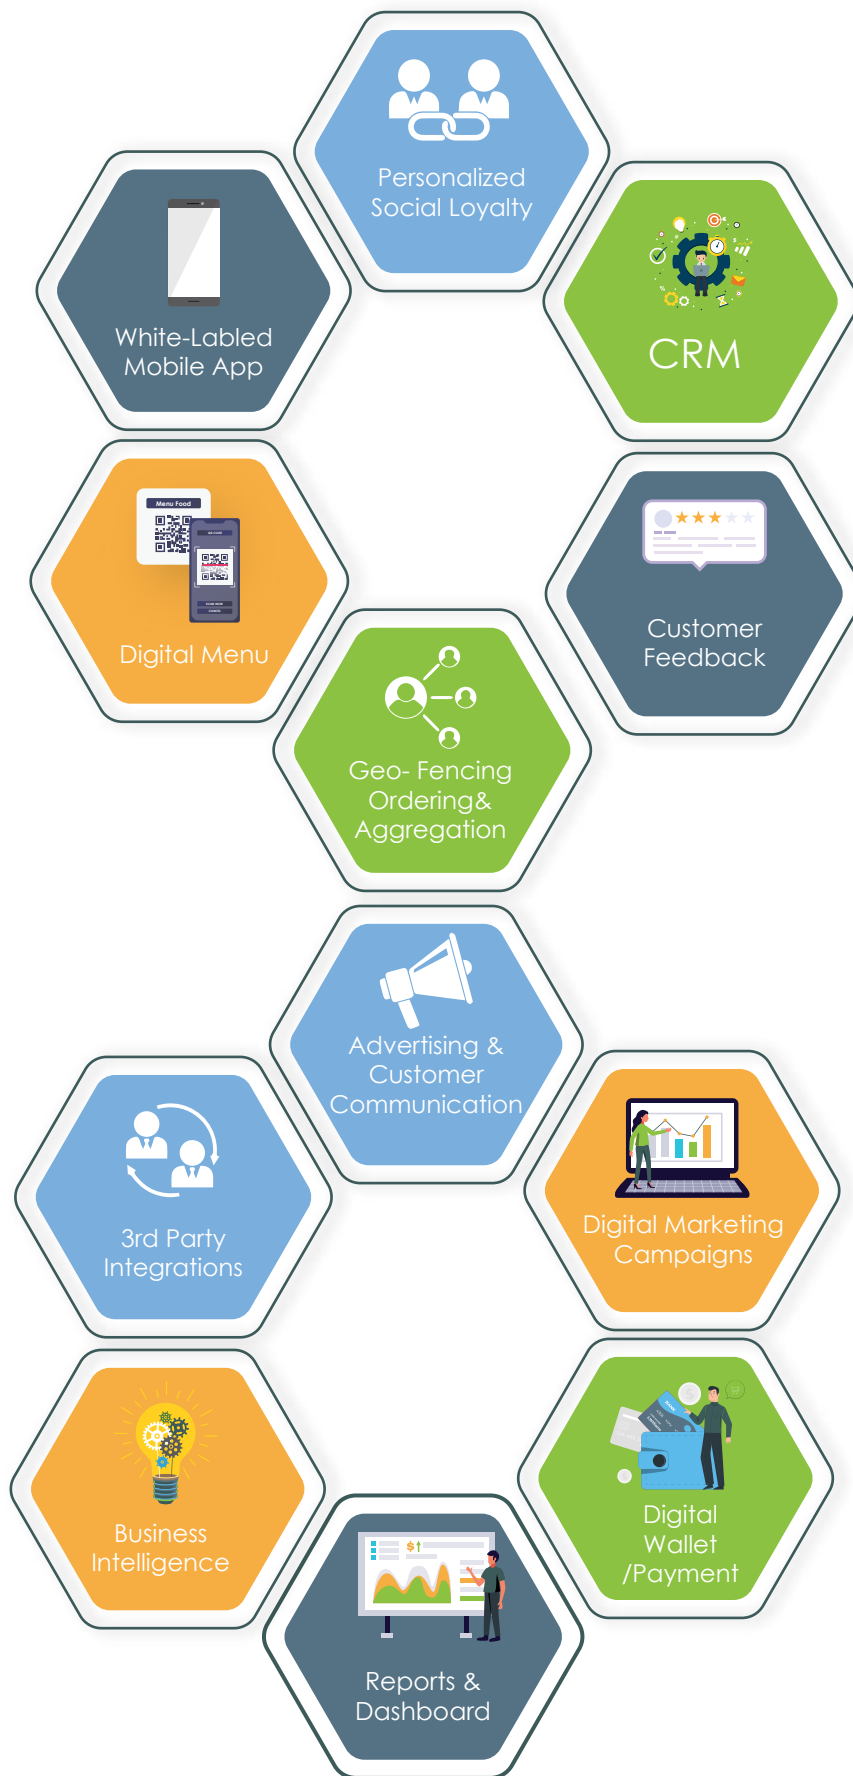 Personalized
Social Loyalty
White-Labled
Mobile App
CRM
Menu Food
Digital Menu
Customer
Feedback
Geo- Fencing
Ordering&
Aggregation
Advertising &
Customer
Communication
3rd Party
Integrations
Digital Marketing
Campaigns
Business
Intelligence
Digital
Wallet
/Payment
Reports &
Dashboard